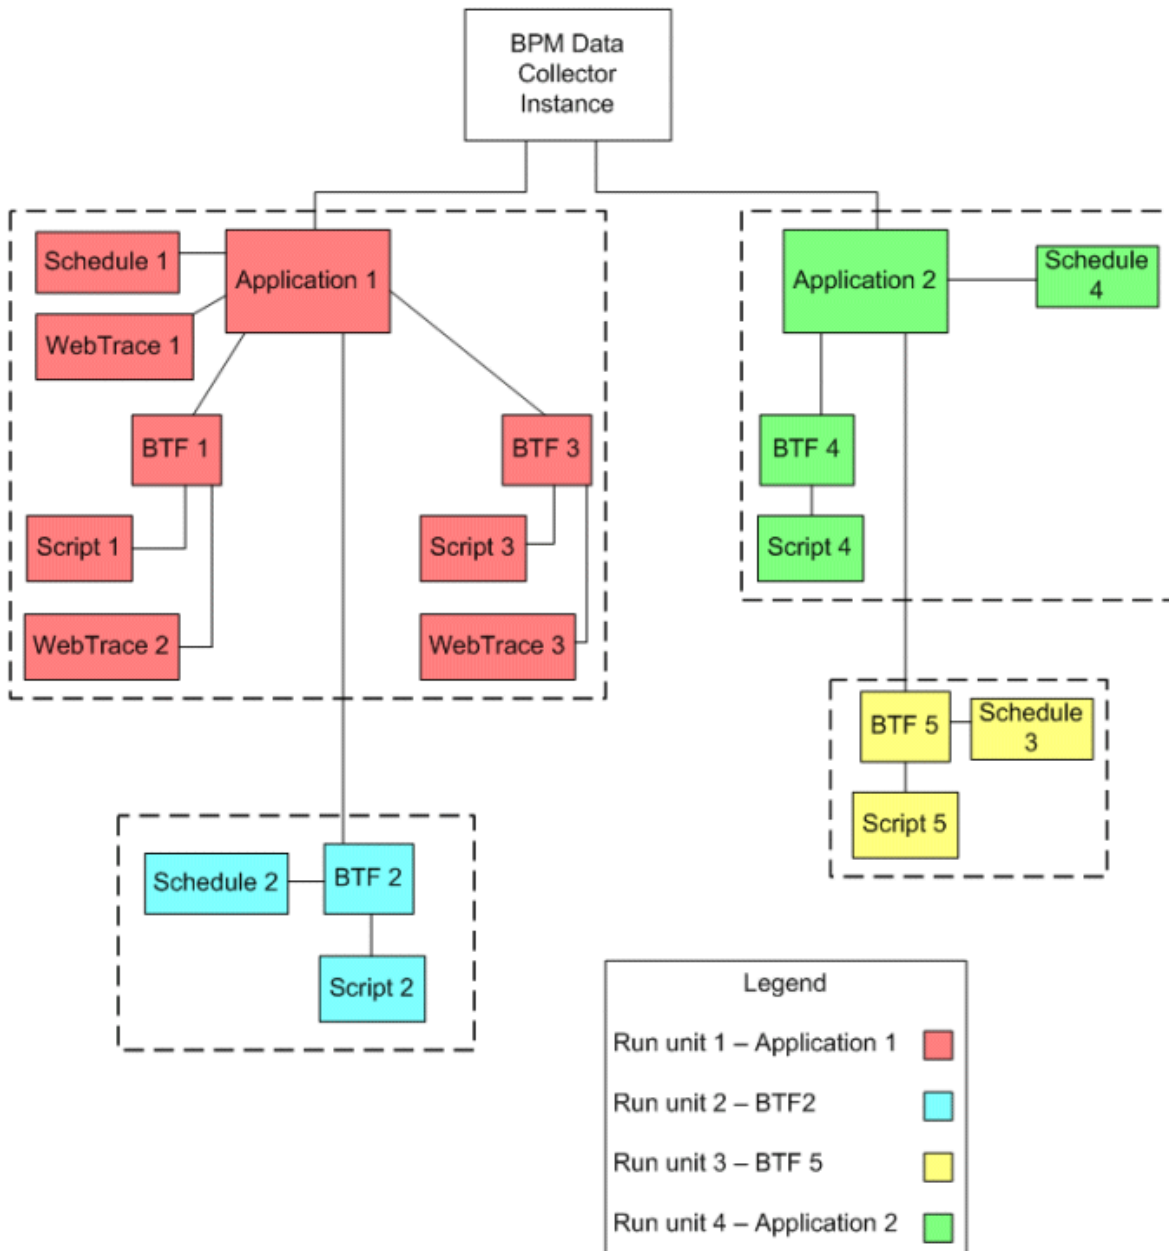 BPM Data
Collector
Instance
Schedule 1
Application 1
WebTrace 1
BTF 1
BTF 3
Script 1
Script 3
WebTrace 2
WebTrace 3
Application 2
Schedule
4
BTF 4
Script 4
BTF 5
Schedule
3
Script 5
Schedule 2
BTF 2
Script 2
Legend
Run unit 1 – Application 1
Run unit 2 – BTF2
Run unit 3 – BTF 5
Run unit 4 – Application 2